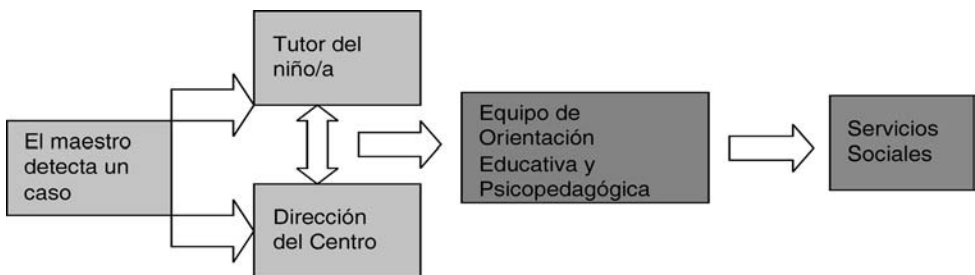 El maestro
detecta un
caso
Tutor del
niño/a
Dirección
del Centro
Equipo de
Orientación
Educativa y
Psicopedagógica
Servicios
Sociales